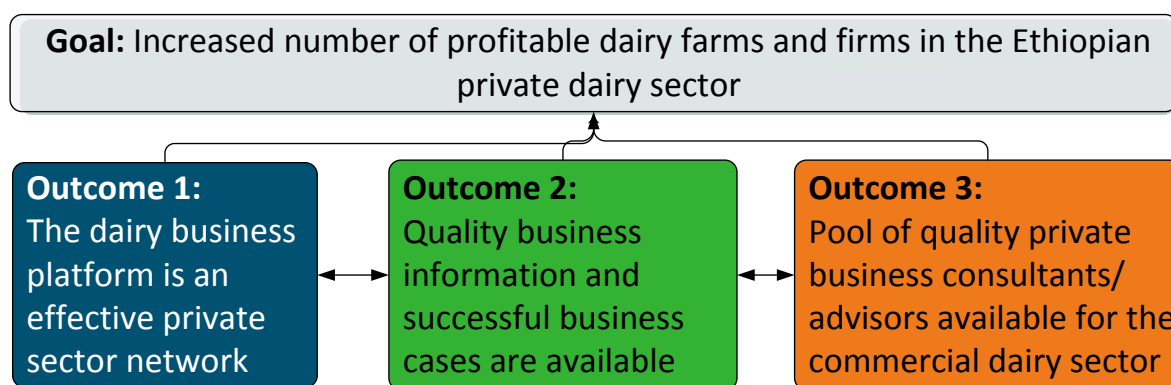 Goal: Increased number of profitable dairy farms and firms in the Ethiopian
private dairy sector
Outcome 1:
The dairy business
platform is an
effective private
sector network
Outcome 2:
Quality business
information and
successful business
cases are available
Outcome 3:
Pool of quality private
business consultants/
advisors available for the
commercial dairy sector